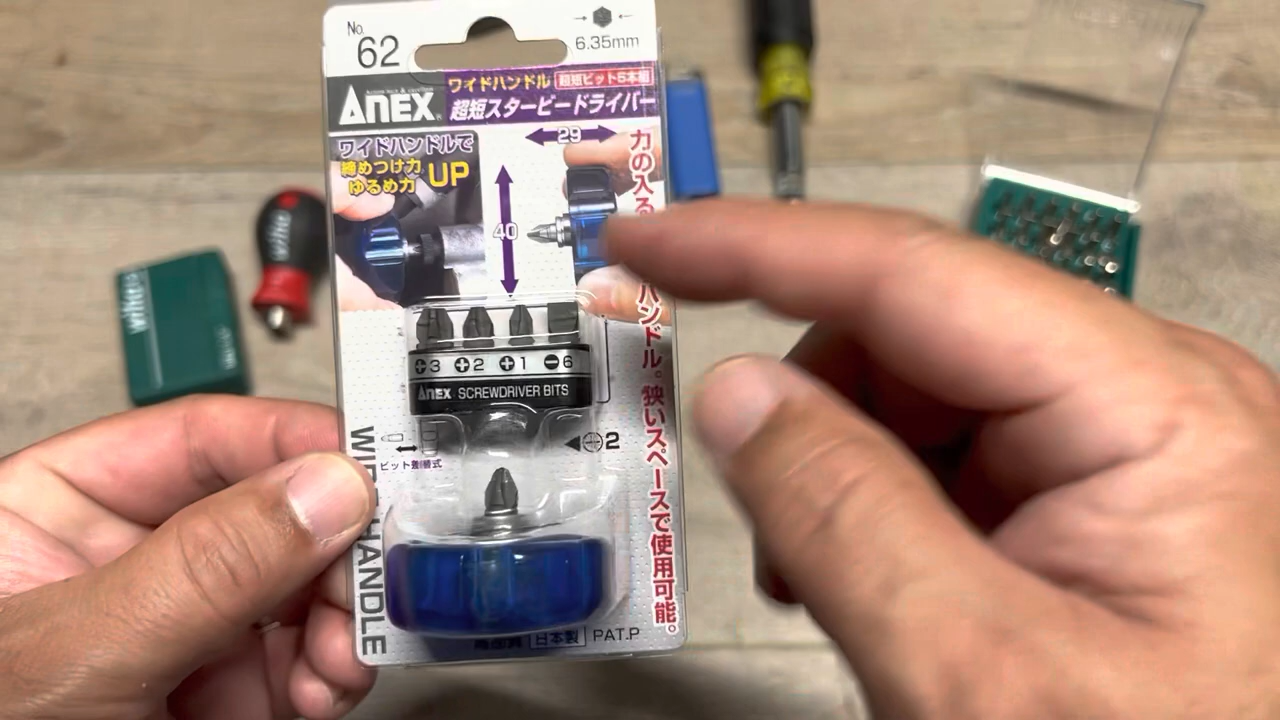 No. 62
6.35mm
ANEX
ワイドハンドル 超短ビット5本組
超短スタービードライバー
ワイドハンドルで
締めつけ力
ゆるめ力 UP
29
40
力の入る
ハンドル。狭いスペースで使用可能。
+3 +2 +1 −6
ANEX SCREWDRIVER BITS
2
ビット差替式
HANDLE
日本製 PAT.P
wiha
wiha